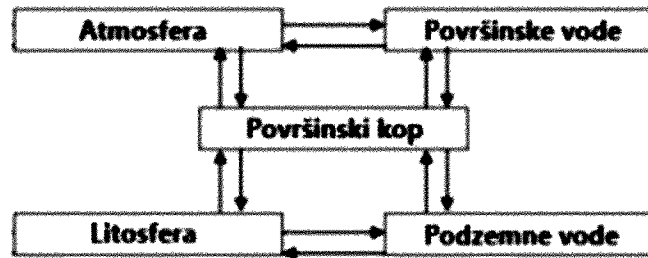 Atmosfera
Površinske vode
Površinski kop
Litosfera
Podzemne vode